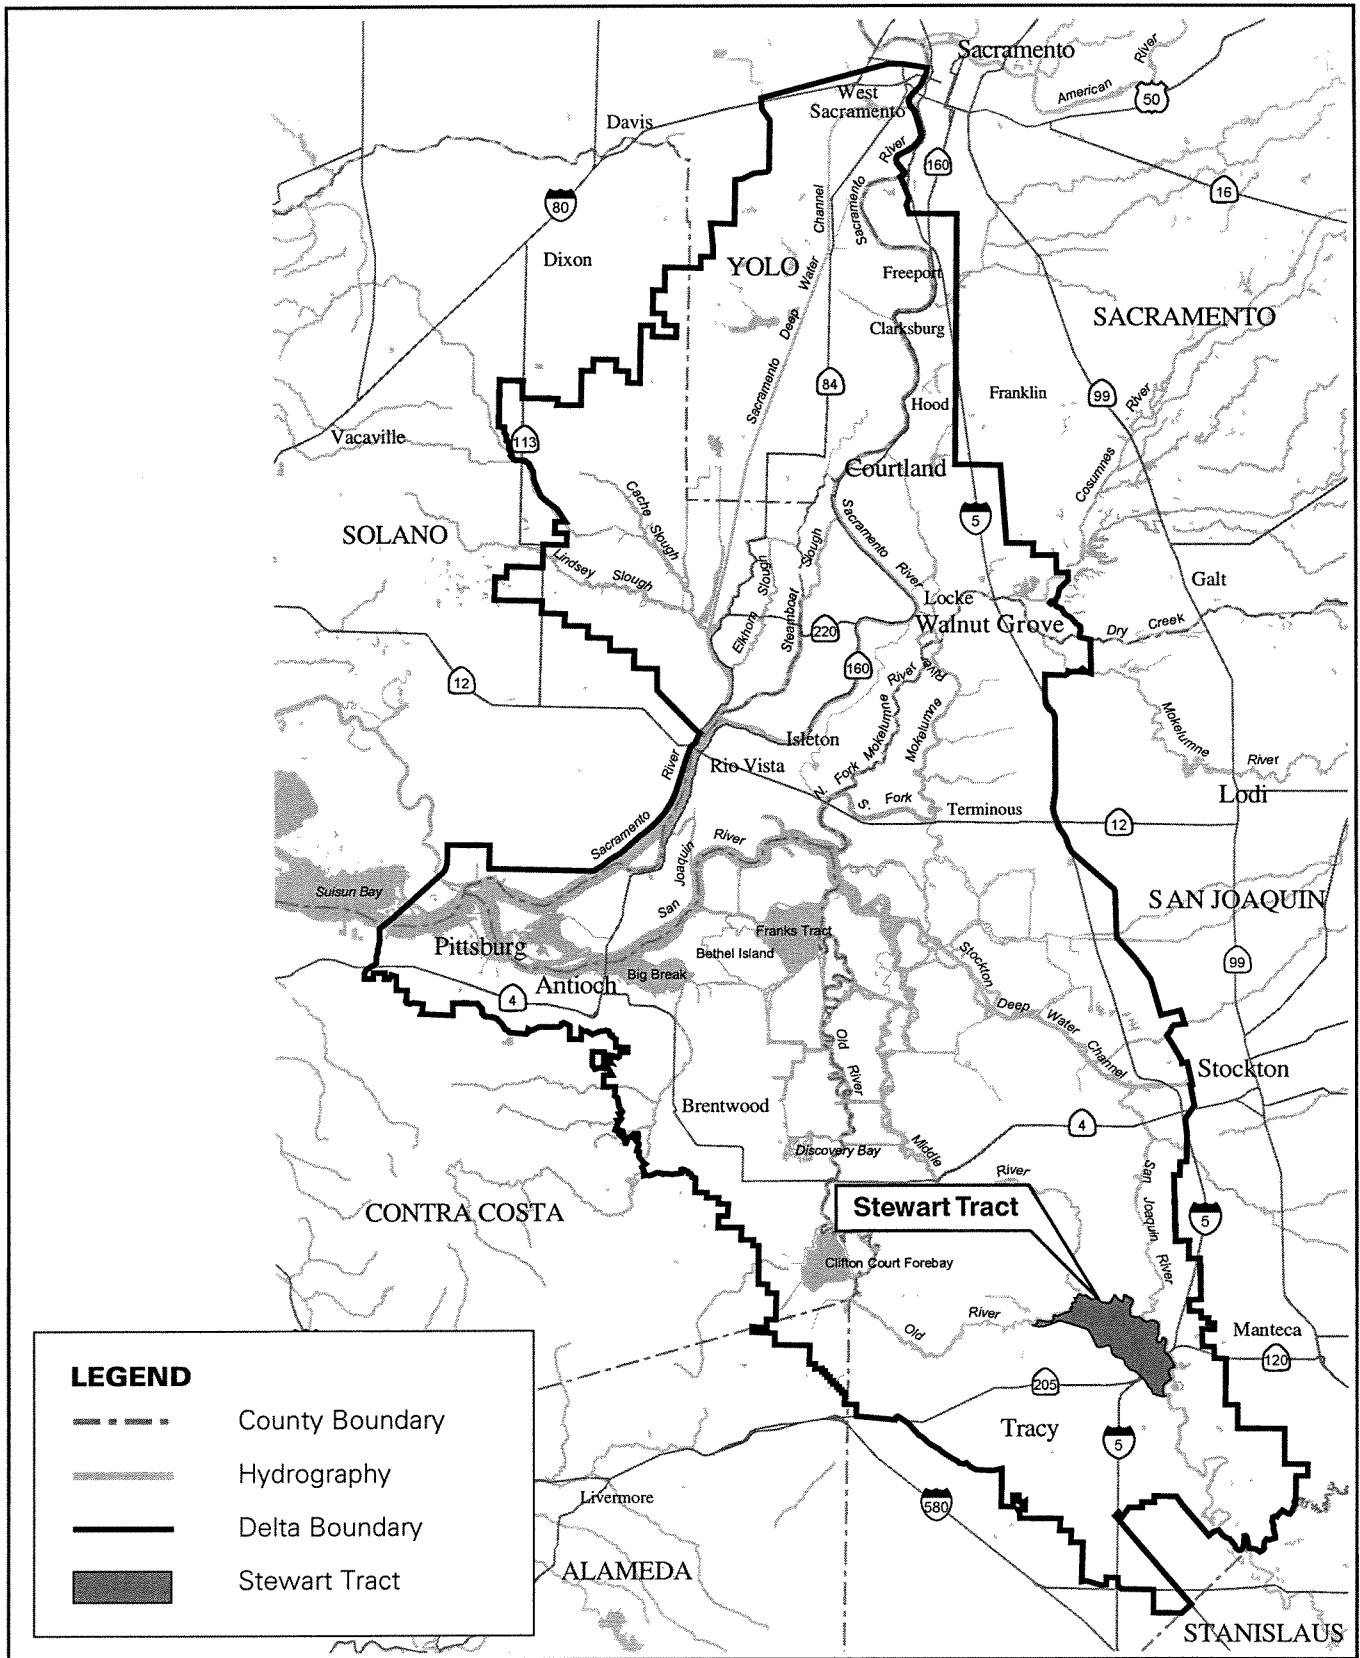 Sacramento
River
American
50
West
Sacramento
Davis
River
160
16
80
Channel
Sacramento
Dixon
YOLO
Water
Freeport
Deep
Clarksburg
SACRAMENTO
Sacramento
84
Hood
Franklin
99
River
Vacaville
113
Courtland
Cosumnes
Cache
Slough
5
SOLANO
Sacramento
River
Lindsey
Slough
Slough
Slough
Galt
Locke
Elkhorn
Steamboat
220
Walnut Grove
Dry
Creek
160
River
River
12
Mokelumne
Mokelumne
Mokelumne
River
Isleton
River
Rio Vista
N.
Fork
S.
Fork
Terminous
Lodi
12
Sacramento
River
Joaquin
San
Suisun Bay
SAN JOAQUIN
Pittsburg
Franks Tract
Bethel Island
Stockton
99
Antioch
Big Break
4
Deep
Water
Channel
Old
River
Stockton
Brentwood
4
Discovery Bay
Middle
River
San
Joaquin
River
CONTRA COSTA
Stewart Tract
5
Clifton Court Forebay
Old
River
Manteca
120
205
Tracy
5
LEGEND
County Boundary
Hydrography
Delta Boundary
Stewart Tract
Livermore
580
ALAMEDA
STANISLAUS